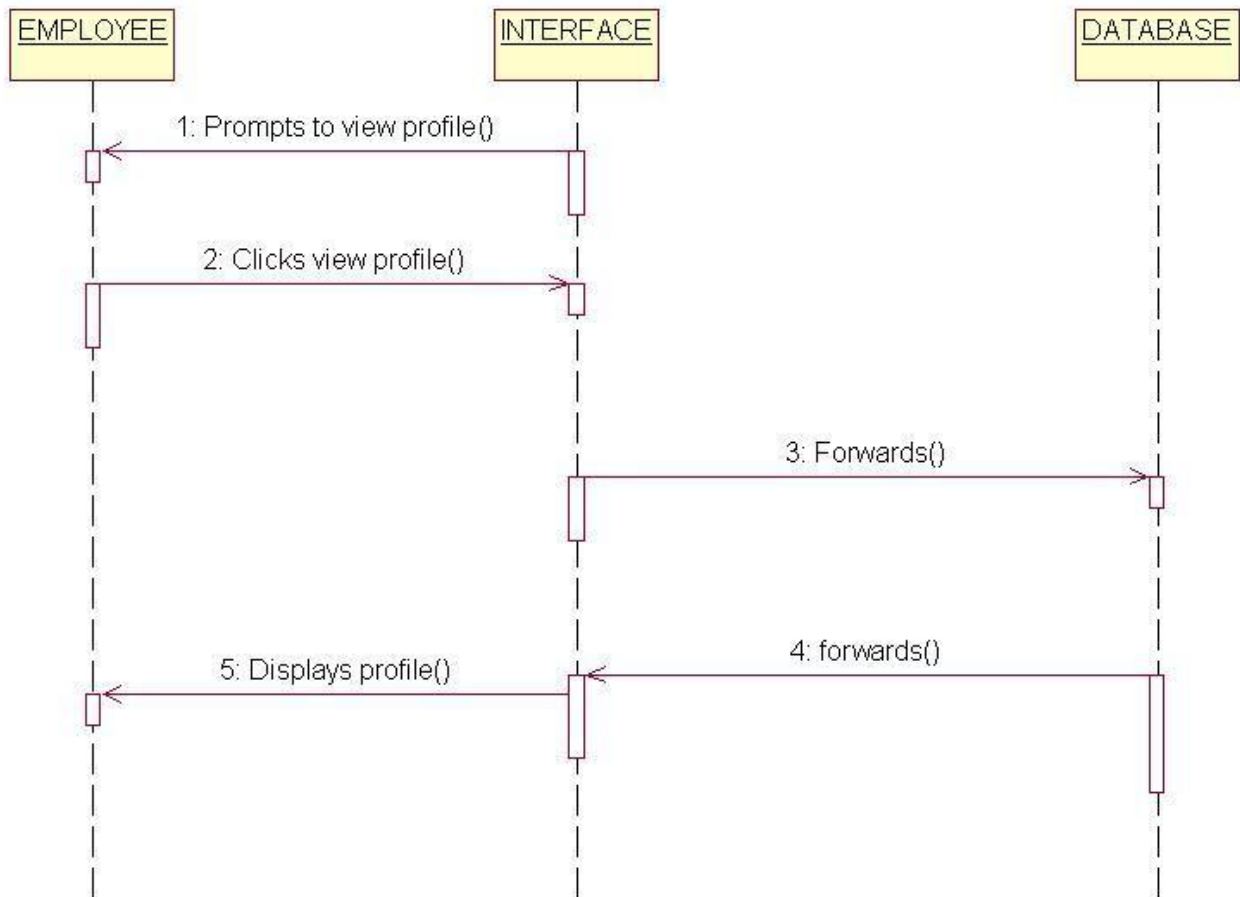 EMPLOYEE
INTERFACE
DATABASE
1: Prompts to view profile()
2: Clicks view profile()
3: Forwards()
4: forwards()
5: Displays profile()